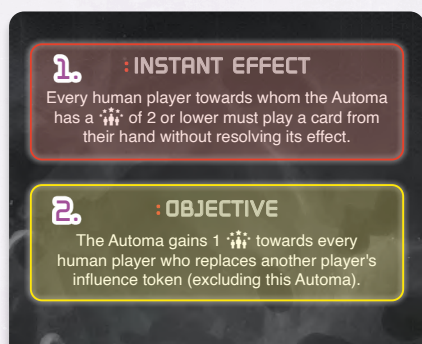 1. : INSTANT EFFECT
Every human player towards whom the Automa
has a of 2 or lower must play a card from
their hand without resolving its effect.
2. : OBJECTIVE
The Automa gains 1 towards every
human player who replaces another player's
influence token (excluding this Automa).